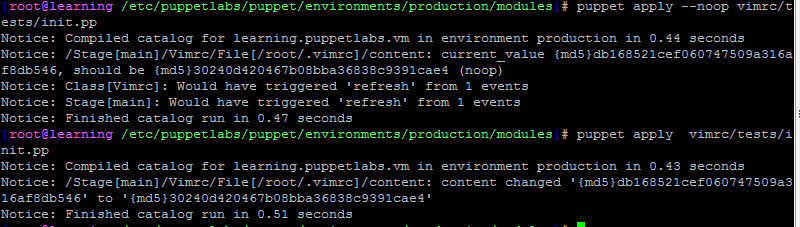 [root@learning /etc/puppetlabs/puppet/environments/production/modules]# puppet apply --noop vimrc/t
ests/init.pp
Notice: Compiled catalog for learning.puppetlabs.vm in environment production in 0.44 seconds
Notice: /Stage[main]/Vimrc/File[/root/.vimrc]/content: current_value {md5}db168521cef060747509a316a
f8db546, should be {md5}30240d420467b08bba36838c9391cae4 (noop)
Notice: Class[Vimrc]: Would have triggered 'refresh' from 1 events
Notice: Stage[main]: Would have triggered 'refresh' from 1 events
Notice: Finished catalog run in 0.47 seconds
[root@learning /etc/puppetlabs/puppet/environments/production/modules]# puppet apply  vimrc/tests/i
nit.pp
Notice: Compiled catalog for learning.puppetlabs.vm in environment production in 0.43 seconds
Notice: /Stage[main]/Vimrc/File[/root/.vimrc]/content: content changed '{md5}db168521cef060747509a3
16af8db546' to '{md5}30240d420467b08bba36838c9391cae4'
Notice: Finished catalog run in 0.51 seconds